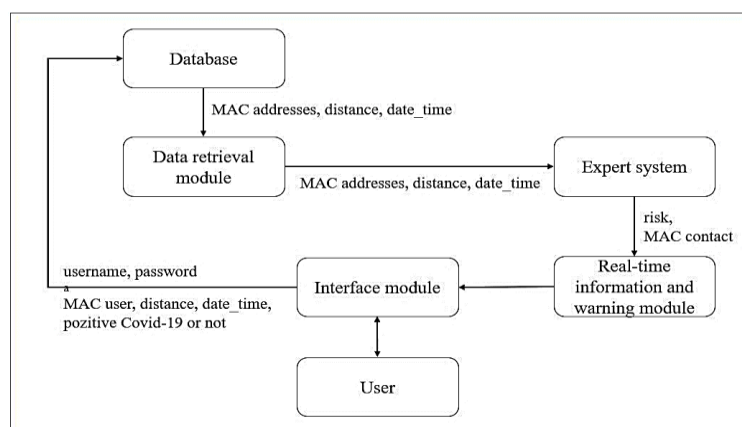 Database
MAC addresses, distance, date_time
Data retrieval
module
MAC addresses, distance, date_time
Expert system
risk,
MAC contact
Real-time
information and
warning module
Interface module
username, password
a
MAC user, distance, date_time,
pozitive Covid-19 or not
User